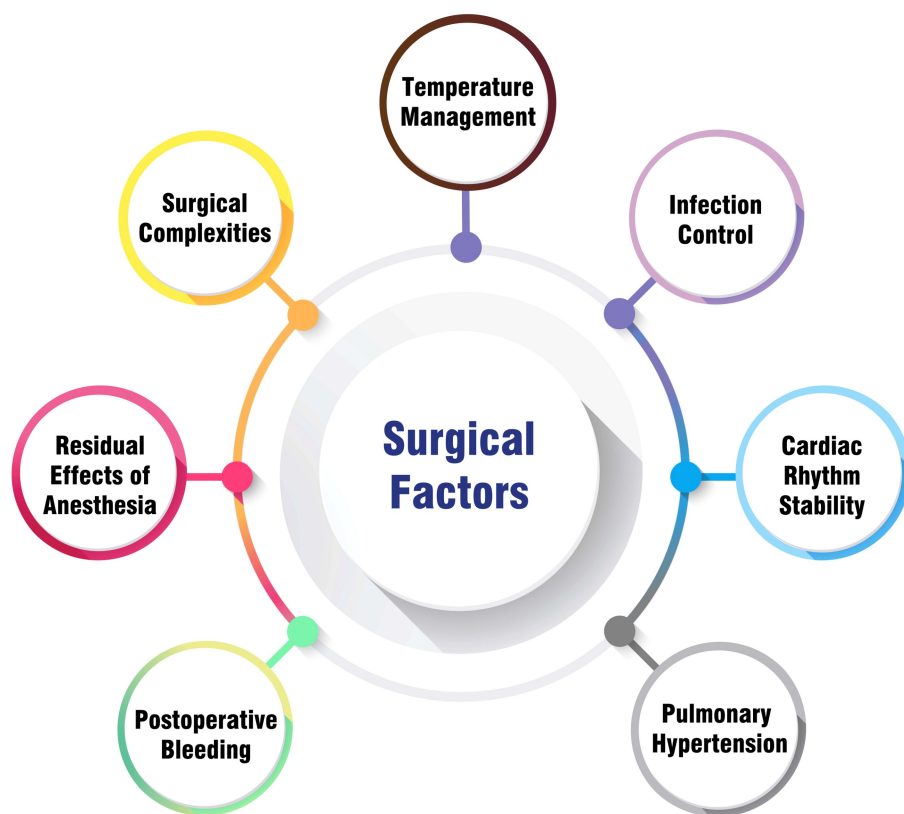 Temperature
Management
Surgical
Complexities
Infection
Control
Residual
Effects of
Anesthesia
Surgical
Factors
Cardiac
Rhythm
Stability
Postoperative
Bleeding
Pulmonary
Hypertension